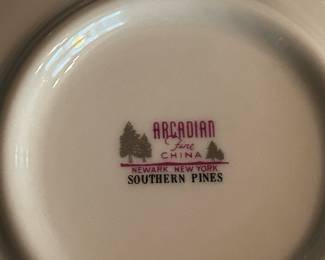 ARCADIAN
Fine
CHINA
NEWARK NEW YORK
SOUTHERN PINES